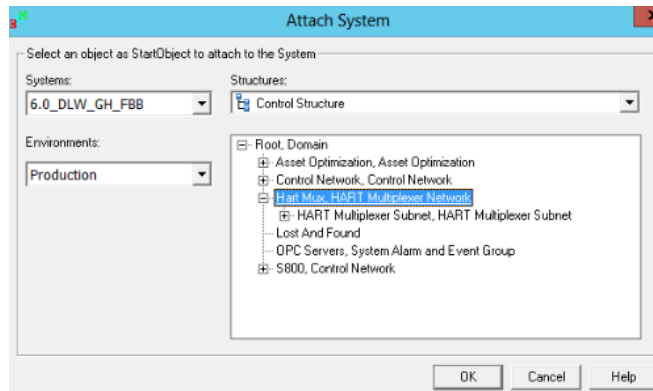 B M
Attach System
x
Select an object as StartObject to attach to the System
Systems:
Structures:
6.0_DLW_GH_FBB
Control Structure
Environments:
Production
Root, Domain
Asset Optimization, Asset Optimization
Control Network, Control Network
Hart Mux, HART Multiplexer Network
HART Multiplexer Subnet, HART Multiplexer Subnet
Lost And Found
OPC Servers, System Alarm and Event Group
S800, Control Network
OK
Cancel
Help